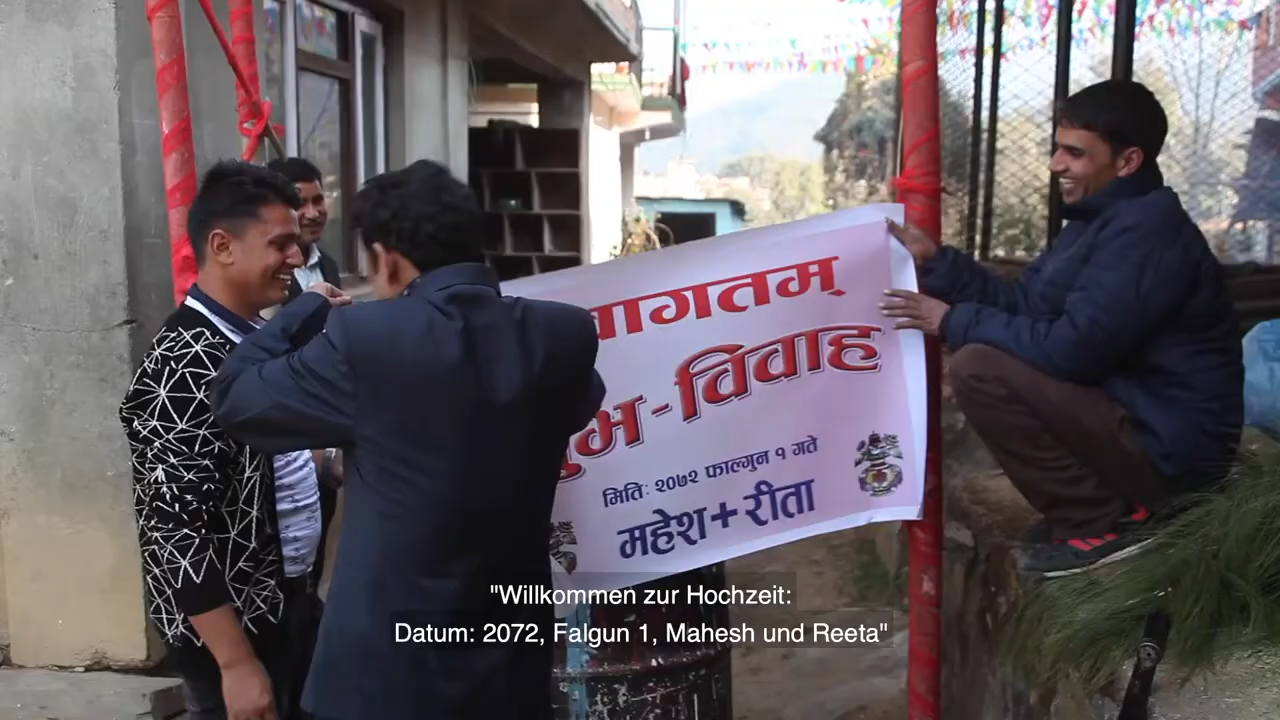 वागतम्
शुभ-विवाह
मिति: २०७२ फाल्गुन १ गते
महेश+रीता
"Willkommen zur Hochzeit:
Datum: 2072, Falgun 1, Mahesh und Reeta"